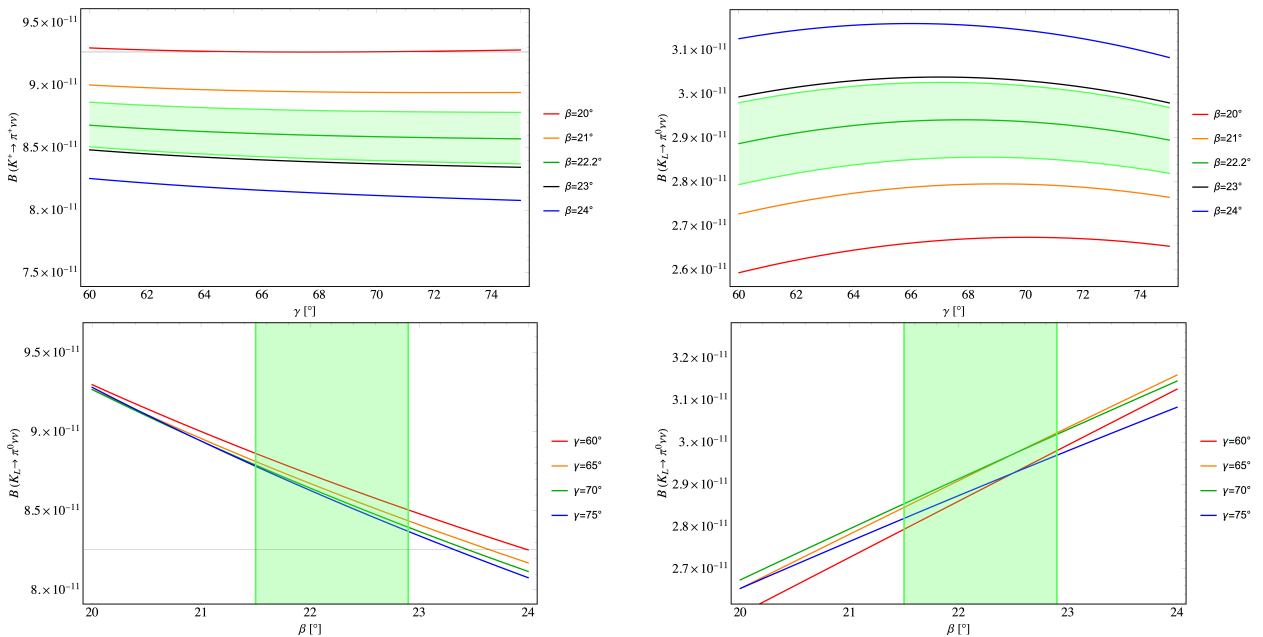 B (K⁺→ π⁺νν)
9.5×10⁻¹¹
9.×10⁻¹¹
8.5×10⁻¹¹
8.×10⁻¹¹
7.5×10⁻¹¹
60 62 64 66 68 70 72 74
γ [°]
β=20°
β=21°
β=22.2°
β=23°
β=24°
B (K_L→ π⁰νν)
3.1×10⁻¹¹
3.×10⁻¹¹
2.9×10⁻¹¹
2.8×10⁻¹¹
2.7×10⁻¹¹
2.6×10⁻¹¹
60 62 64 66 68 70 72 74
γ [°]
β=20°
β=21°
β=22.2°
β=23°
β=24°
B (K_L→ π⁰νν)
9.5×10⁻¹¹
9.×10⁻¹¹
8.5×10⁻¹¹
8.×10⁻¹¹
20 21 22 23 24
β [°]
γ=60°
γ=65°
γ=70°
γ=75°
B (K_L→ π⁰νν)
3.2×10⁻¹¹
3.1×10⁻¹¹
3.×10⁻¹¹
2.9×10⁻¹¹
2.8×10⁻¹¹
2.7×10⁻¹¹
20 21 22 23 24
β [°]
γ=60°
γ=65°
γ=70°
γ=75°